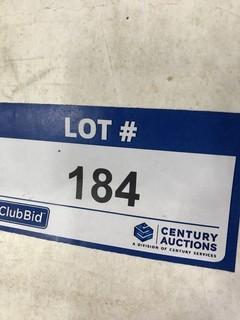 LOT #
184
ClubBid
CENTURY
AUCTIONS
A DIVISION OF CENTURY SERVICES